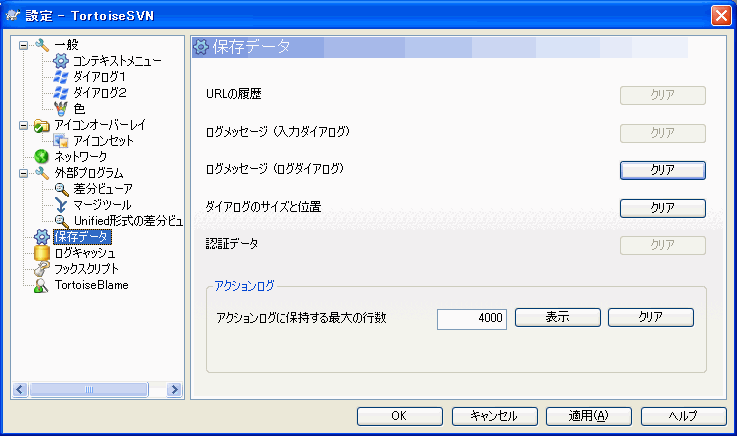 設定 - TortoiseSVN
一般
コンテキストメニュー
ダイアログ1
ダイアログ2
色
アイコンオーバーレイ
アイコンセット
ネットワーク
外部プログラム
差分ビューア
マージツール
Unified形式の差分ビュ
保存データ
ログキャッシュ
フックスクリプト
TortoiseBlame
保存データ
URLの履歴 クリア
ログメッセージ (入力ダイアログ) クリア
ログメッセージ (ログダイアログ) クリア
ダイアログのサイズと位置 クリア
認証データ クリア
アクションログ
アクションログに保持する最大の行数 4000 表示 クリア
OK キャンセル 適用(A) ヘルプ